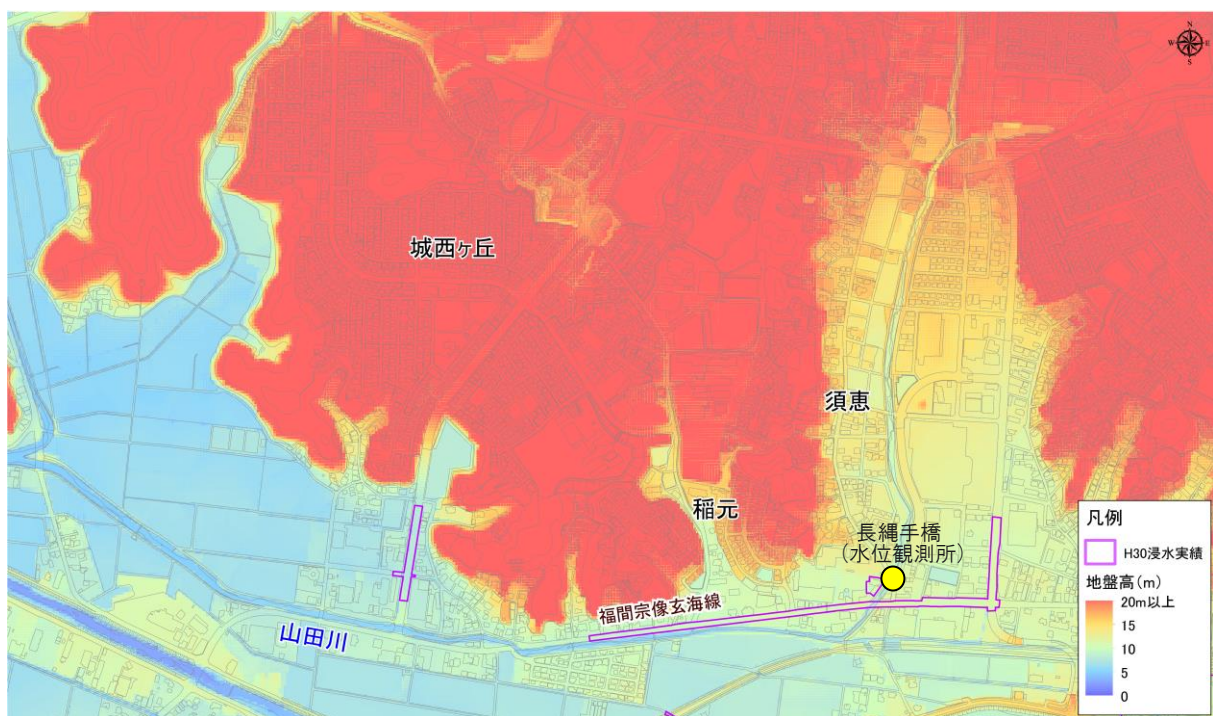 N
W E
S
城西ヶ丘
須恵
稲元
長縄手橋
(水位観測所)
福間宗像玄海線
山田川
凡例
H30浸水実績
地盤高(m)
20m以上
15
10
5
0